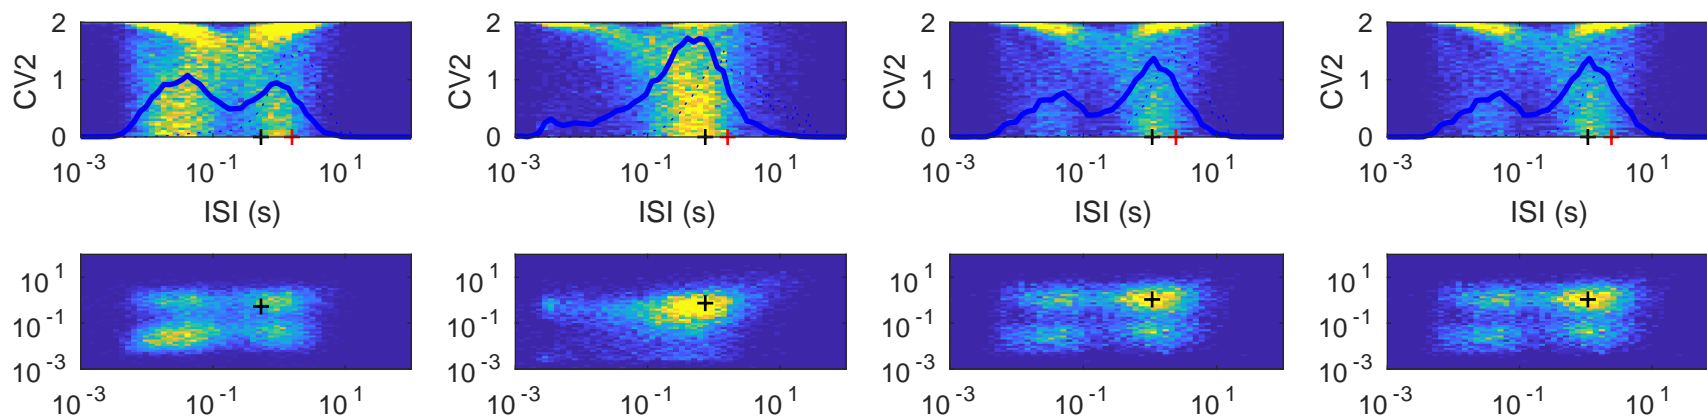 2 2 2 2
CV2 CV2 CV2 CV2
1 1 1 1
0 0 0 0
10^-3 10^-1 10^1 10^-3 10^-1 10^1 10^-3 10^-1 10^1 10^-3 10^-1 10^1
ISI (s) ISI (s) ISI (s) ISI (s)
10^1 10^1 10^1 10^1
10^-1 10^-1 10^-1 10^-1
10^-3 10^-3 10^-3 10^-3
10^-3 10^-1 10^1 10^-3 10^-1 10^1 10^-3 10^-1 10^1 10^-3 10^-1 10^1